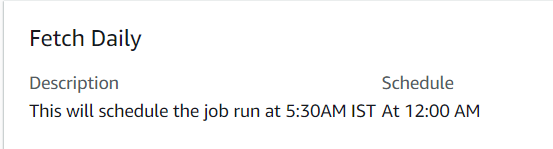 Fetch Daily
Description Schedule
This will schedule the job run at 5:30AM IST At 12:00 AM